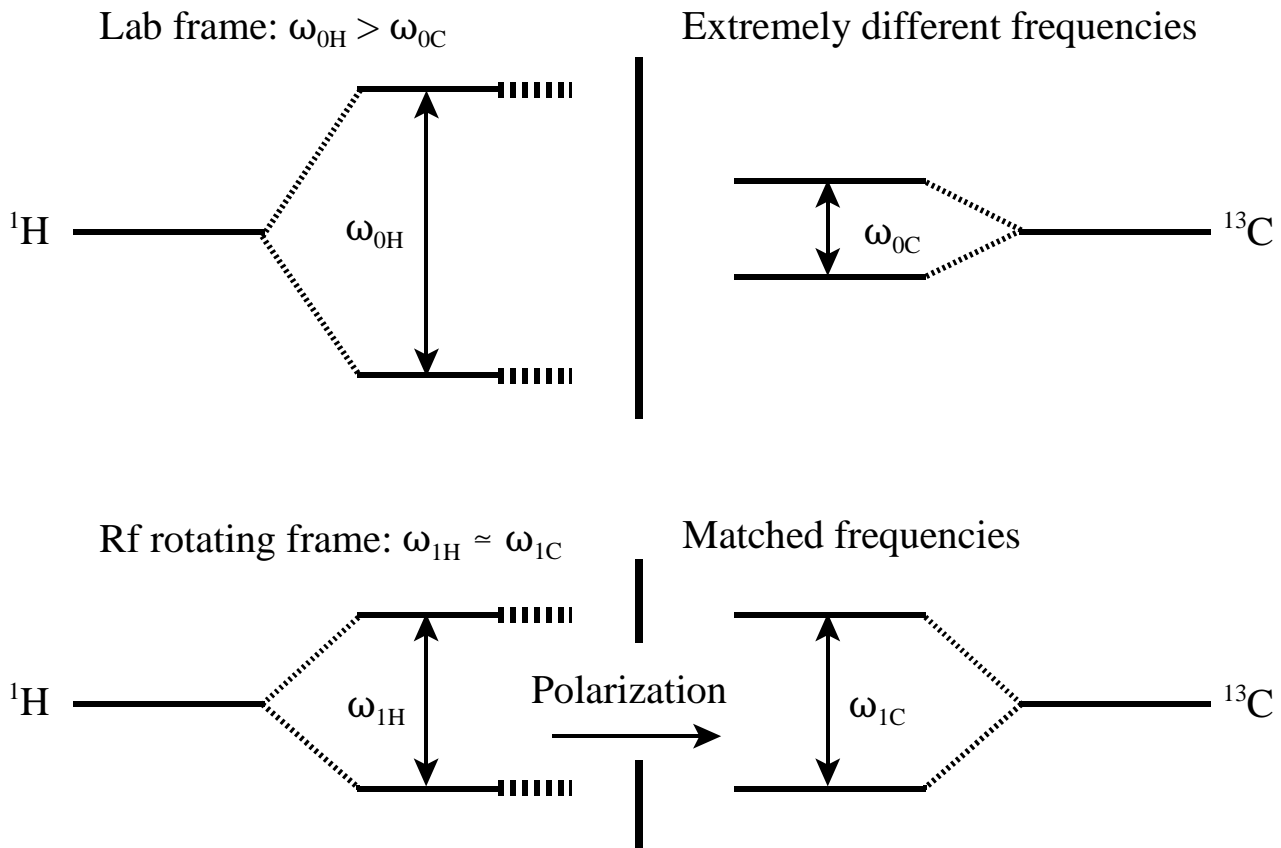 Lab frame: ω₀H > ω₀C
Extremely different frequencies
¹H
ω₀H
ω₀C
¹³C
Rf rotating frame: ω₁H ≃ ω₁C
Matched frequencies
¹H
ω₁H
Polarization
ω₁C
¹³C